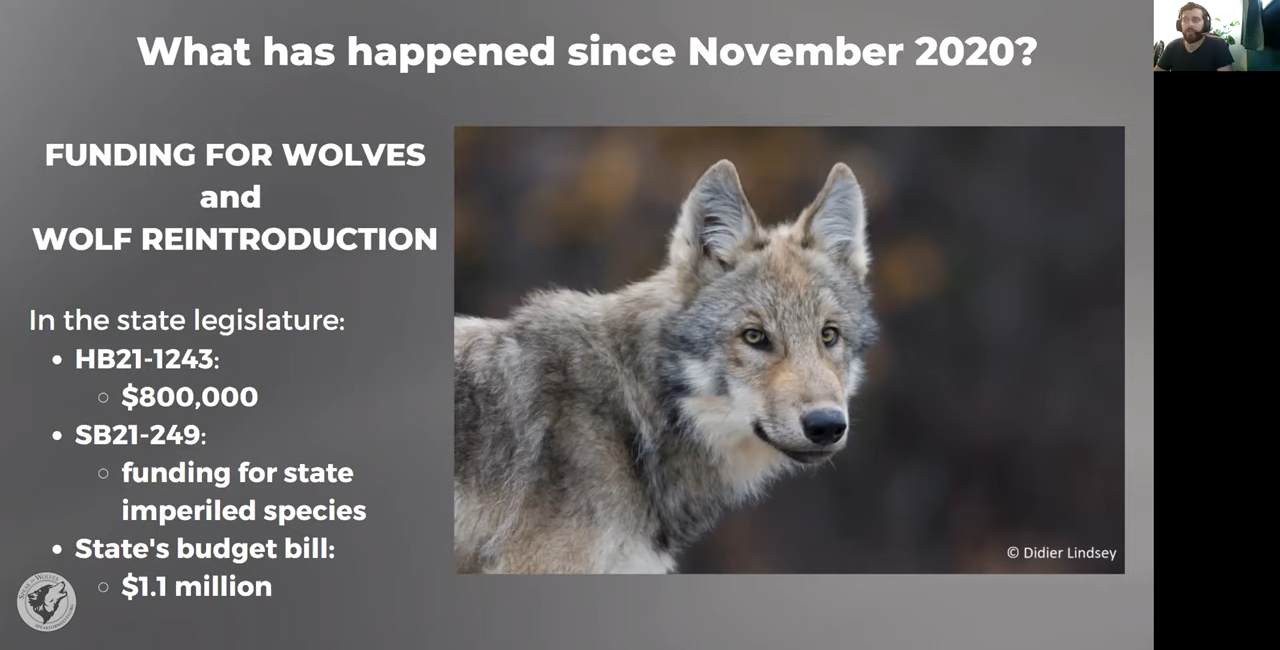 What has happened since November 2020?
FUNDING FOR WOLVES
and
WOLF REINTRODUCTION
In the state legislature:
• HB21-1243:
○ $800,000
• SB21-249:
○ funding for state
imperiled species
• State's budget bill:
○ $1.1 million
© Didier Lindsey